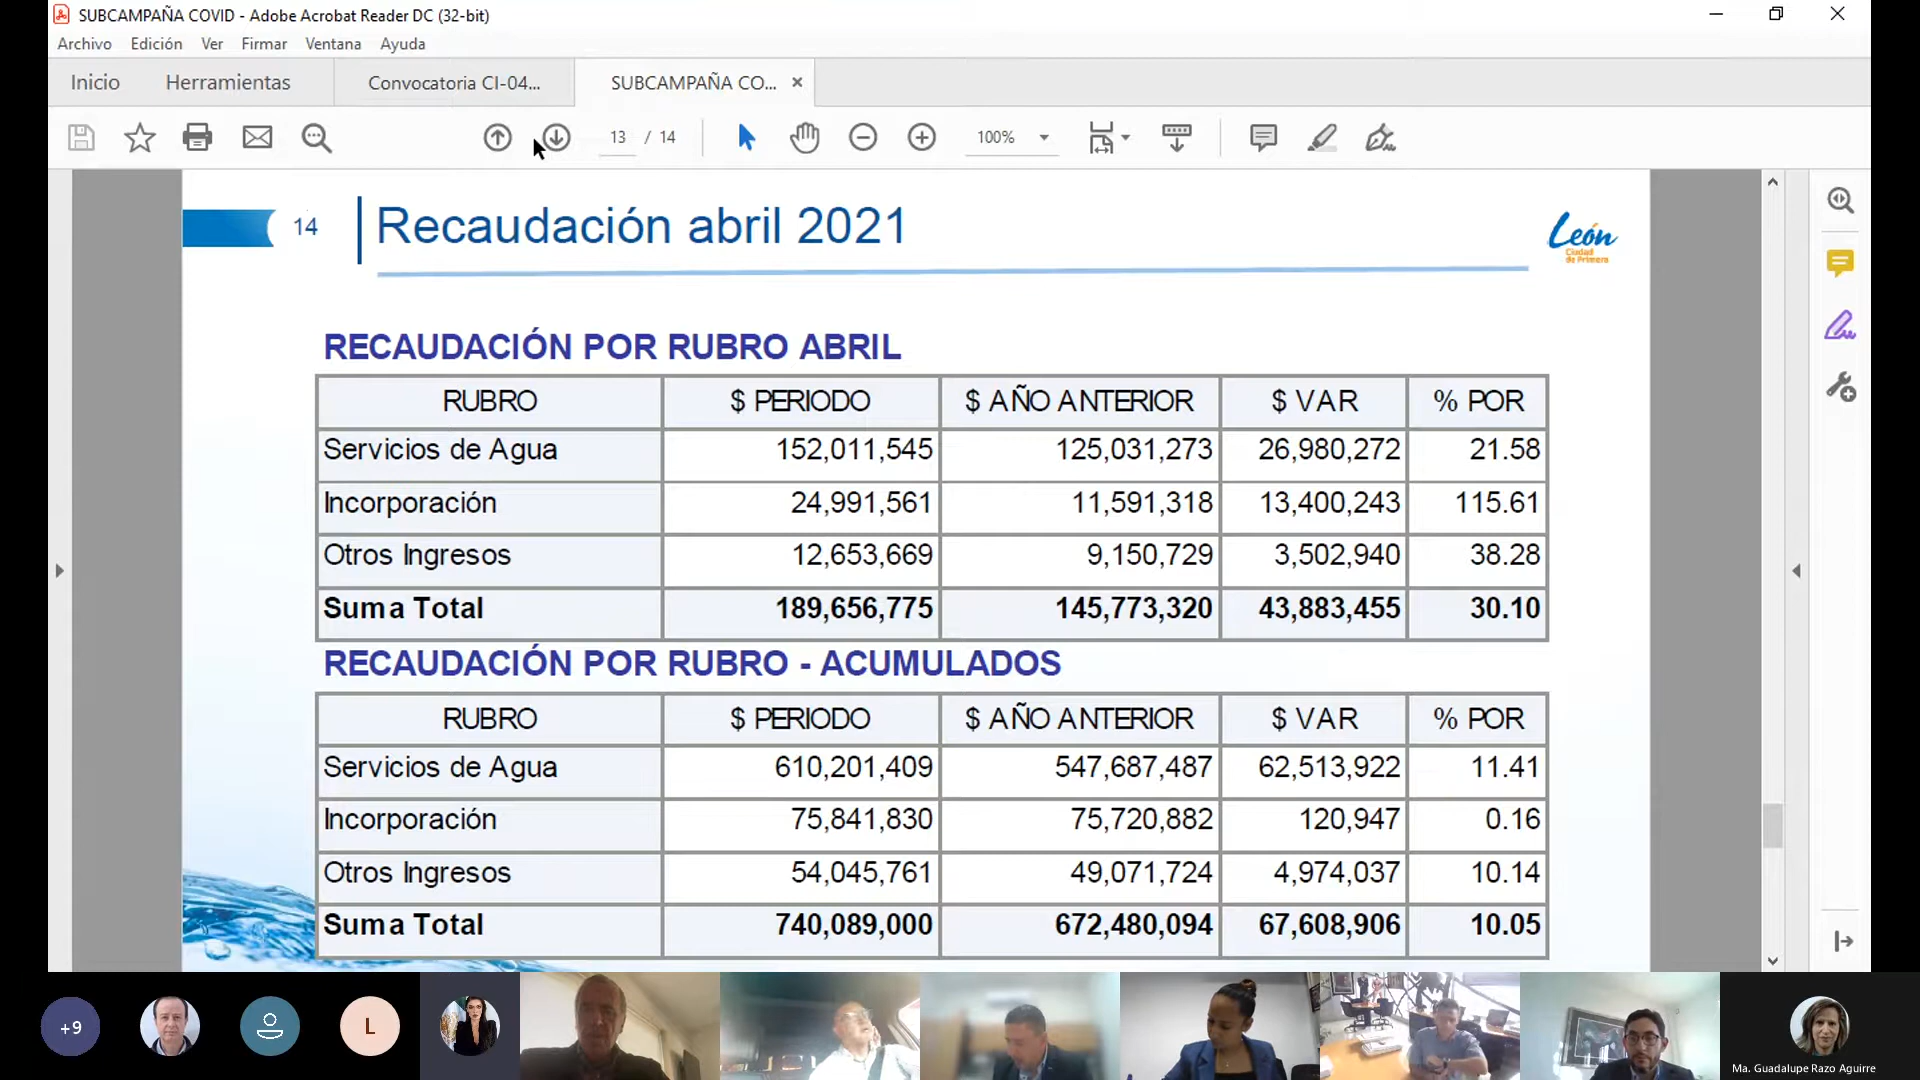 SUBCAMPAÑA COVID - Adobe Acrobat Reader DC (32-bit)
Archivo Edición Ver Firmar Ventana Ayuda
Inicio Herramientas Convocatoria CI-04... SUBCAMPAÑA CO...
13 / 14 100%
14 Recaudación abril 2021
León
Ciudad
de Primera
RECAUDACIÓN POR RUBRO ABRIL
RUBRO $ PERIODO $ AÑO ANTERIOR $ VAR % POR
Servicios de Agua 152,011,545 125,031,273 26,980,272 21.58
Incorporación 24,991,561 11,591,318 13,400,243 115.61
Otros Ingresos 12,653,669 9,150,729 3,502,940 38.28
Suma Total 189,656,775 145,773,320 43,883,455 30.10
RECAUDACIÓN POR RUBRO - ACUMULADOS
RUBRO $ PERIODO $ AÑO ANTERIOR $ VAR % POR
Servicios de Agua 610,201,409 547,687,487 62,513,922 11.41
Incorporación 75,841,830 75,720,882 120,947 0.16
Otros Ingresos 54,045,761 49,071,724 4,974,037 10.14
Suma Total 740,089,000 672,480,094 67,608,906 10.05
+9 L
Ma. Guadalupe Razo Aguirre